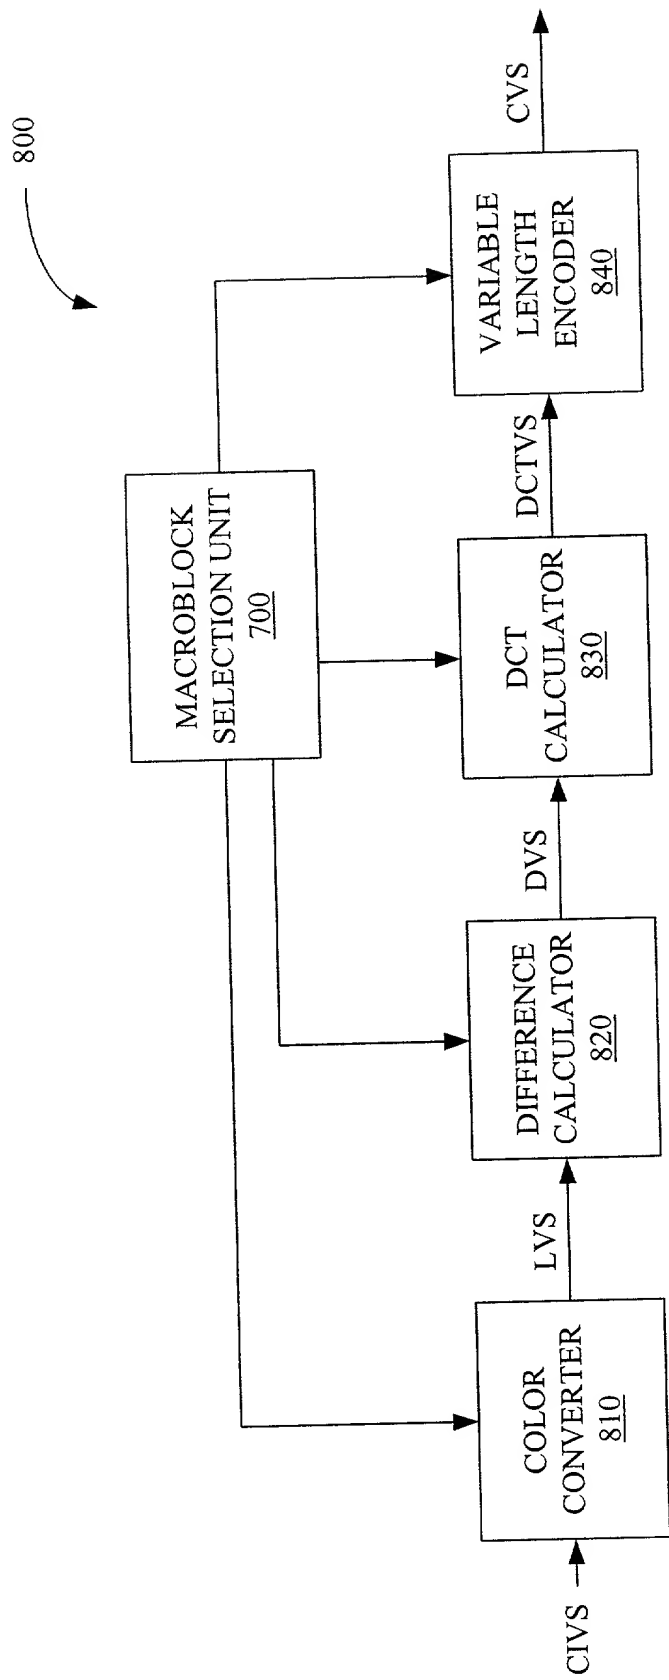 800
MACROBLOCK
SELECTION UNIT
700
CIVS
COLOR
CONVERTER
810
LVS
DIFFERENCE
CALCULATOR
820
DVS
DCT
CALCULATOR
830
DCTVS
VARIABLE
LENGTH
ENCODER
840
CVS